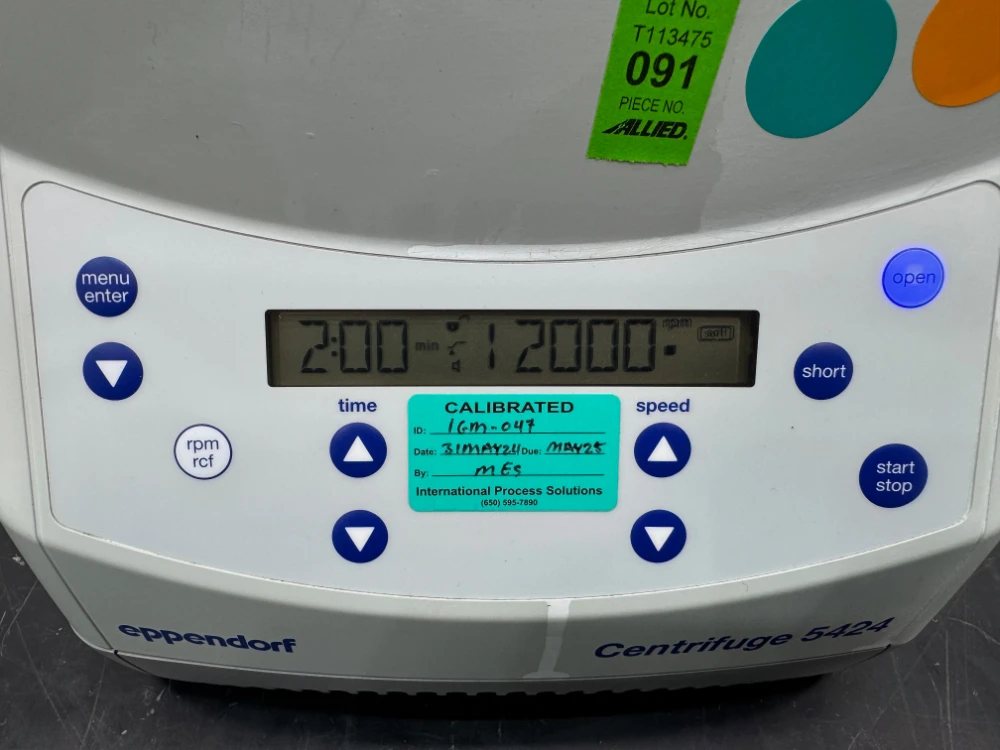 Lot No.
T113475
091
PIECE NO.
ALLIED.
menu
enter
open
2:00 min 12000 rpm
soft
short
time
speed
rpm
rcf
start
stop
CALIBRATED
ID: IGM-047
Date: 31MAY24 Due: MAY25
By: MES
International Process Solutions
(650) 595-7890
eppendorf
Centrifuge 5424